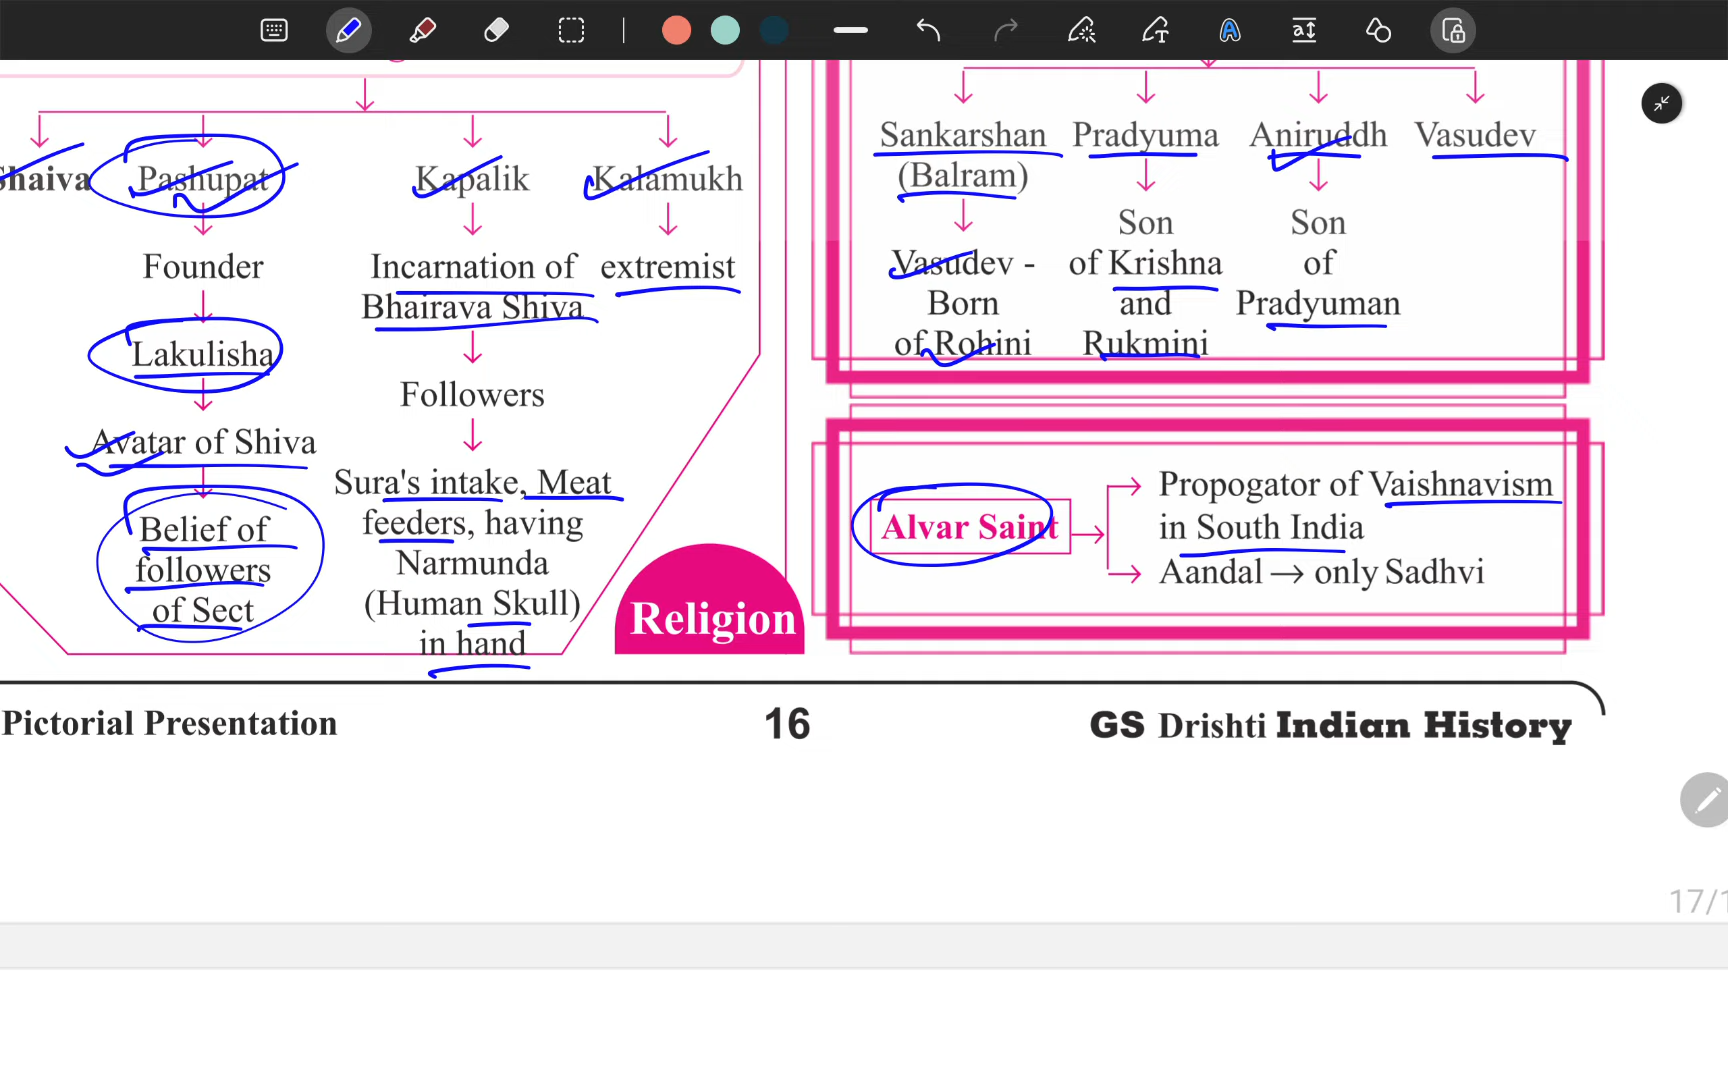 Shaiva
Pashupat
Founder
Lakulisha
Avatar of Shiva
Belief of
followers
of Sect
Kapalik
Incarnation of
Bhairava Shiva
Followers
Sura's intake, Meat
feeders, having
Narmunda
(Human Skull)
in hand
Kalamukh
extremist
Religion
Sankarshan
(Balram)
Vasudev -
Born
of Rohini
Pradyuma
Son
of Krishna
and
Rukmini
Aniruddh
Son
of
Pradyuman
Vasudev
Alvar Saint
Propogator of Vaishnavism
in South India
Aandal → only Sadhvi
Pictorial Presentation
16
GS Drishti Indian History
17/1